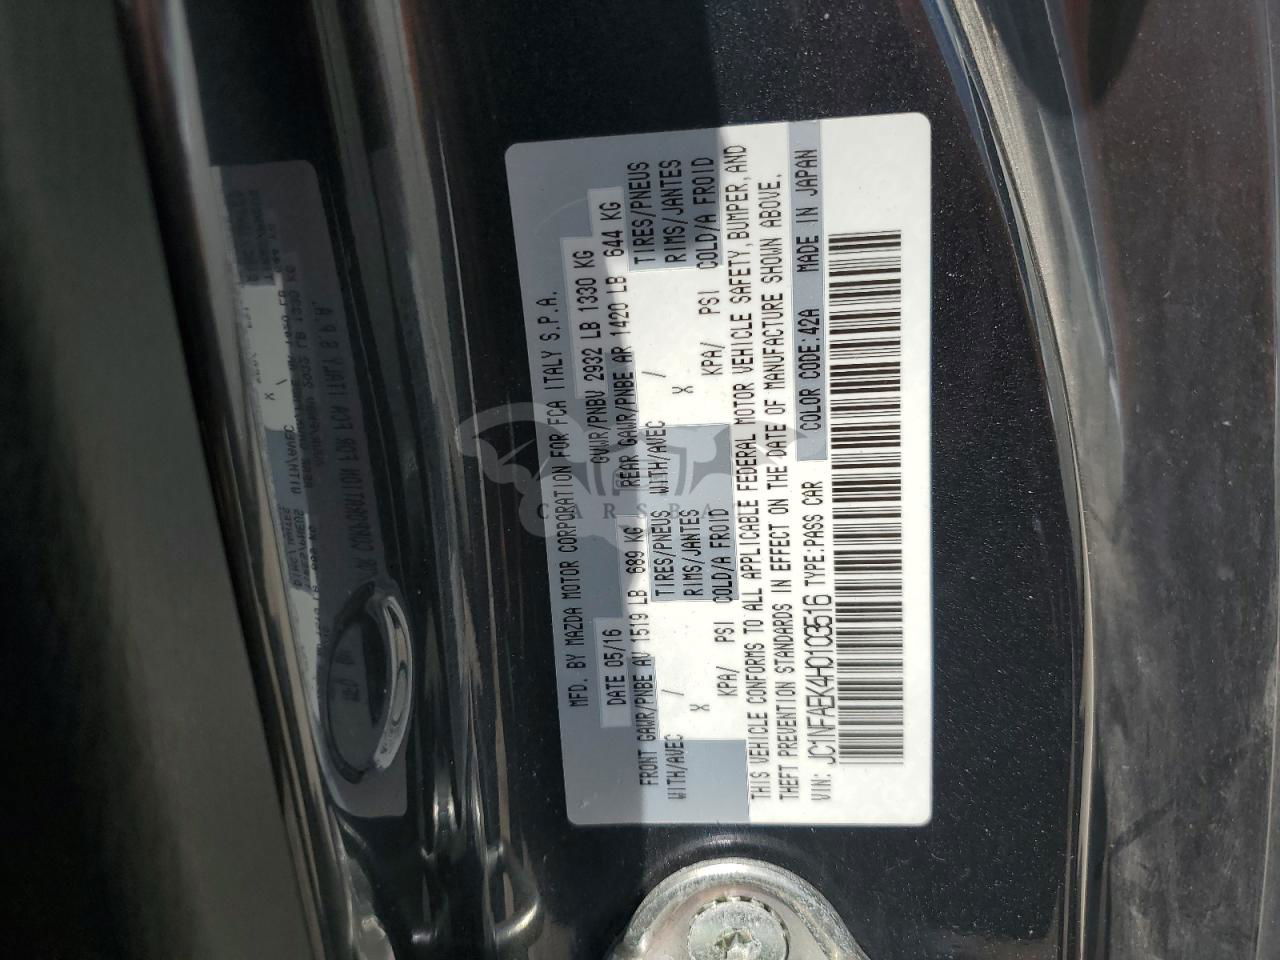 MFD. BY MAZDA MOTOR CORPORATION FOR FCA ITALY S.P.A.
DATE 05/16 GVWR/PNBV 2932 LB 1330 KG
FRONT GAWR/PNBE AV 1519 LB 689 KG REAR GAWR/PNBE AR 1420 LB 644 KG
WITH/AVEC / TIRES/PNEUS WITH/AVEC / TIRES/PNEUS
X RIMS/JANTES X RIMS/JANTES
KPA/ PSI COLD/A FROID KPA/ PSI COLD/A FROID
THIS VEHICLE CONFORMS TO ALL APPLICABLE FEDERAL MOTOR VEHICLE SAFETY, BUMPER, AND
THEFT PREVENTION STANDARDS IN EFFECT ON THE DATE OF MANUFACTURE SHOWN ABOVE.
VIN: JC1NFAEK4H0103516 TYPE:PASS CAR COLOR CODE:42A MADE IN JAPAN
CARSBAT